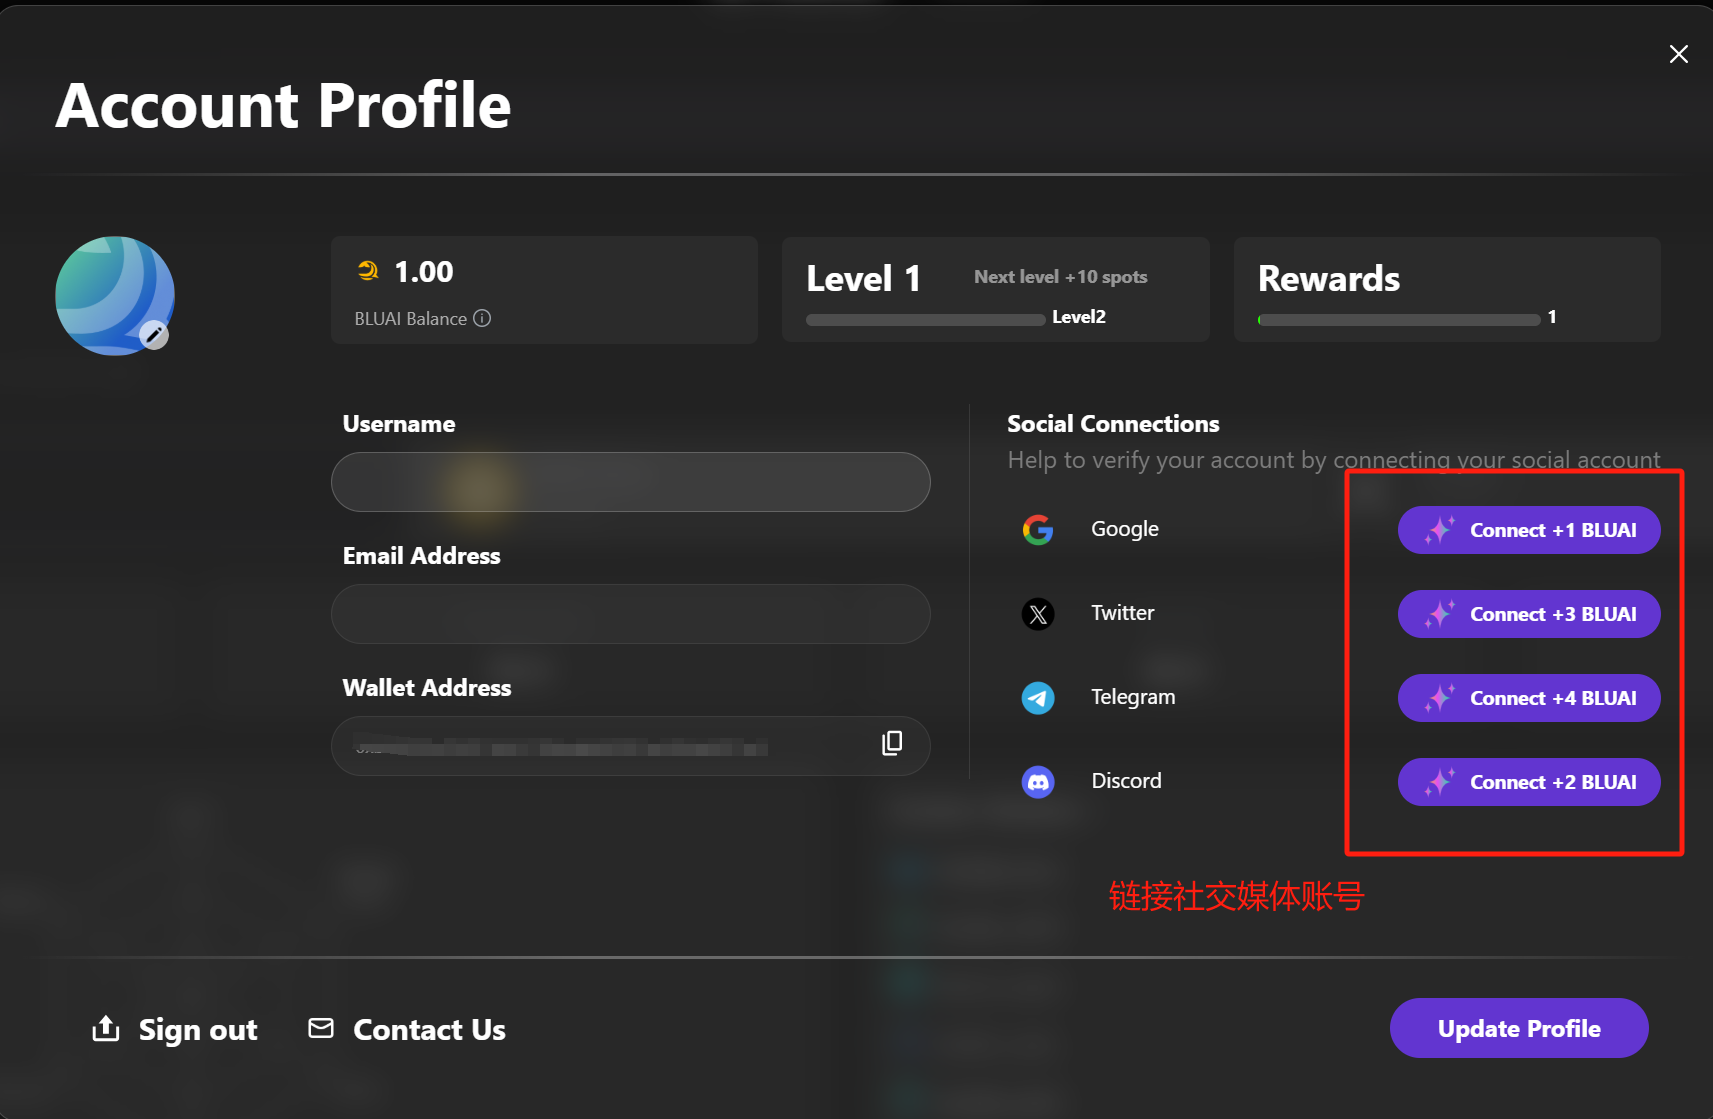 Account Profile
1.00
BLUAI Balance
Level 1
Next level +10 spots
Level2
Rewards
1
Username
Email Address
Wallet Address
Social Connections
Help to verify your account by connecting your social account
Google
Connect +1 BLUAI
Twitter
Connect +3 BLUAI
Telegram
Connect +4 BLUAI
Discord
Connect +2 BLUAI
链接社交媒体账号
Sign out
Contact Us
Update Profile